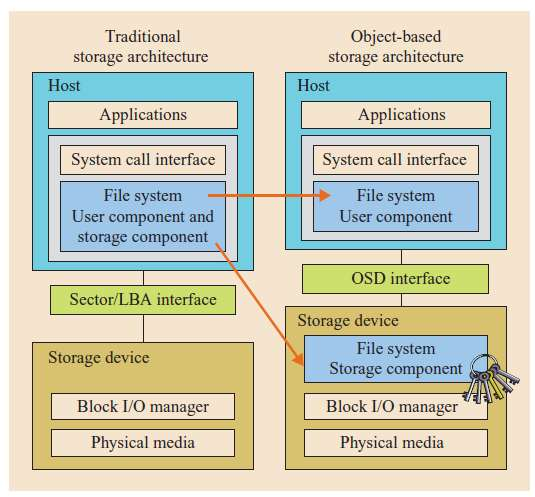 Traditional
storage architecture
Host
Applications
System call interface
File system
User component and
storage component
Sector/LBA interface
Storage device
Block I/O manager
Physical media
Object-based
storage architecture
Host
Applications
System call interface
File system
User component
OSD interface
Storage device
File system
Storage component
Block I/O manager
Physical media